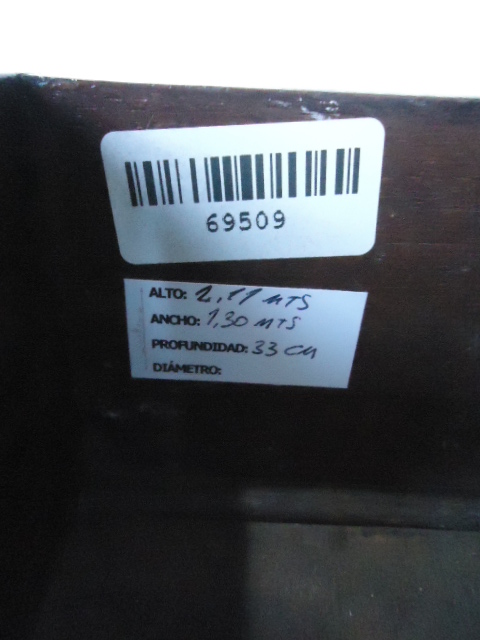 69509
ALTO: 2,11 MTS
ANCHO: 1,30 MTS
PROFUNDIDAD: 33 CM
DIÁMETRO: